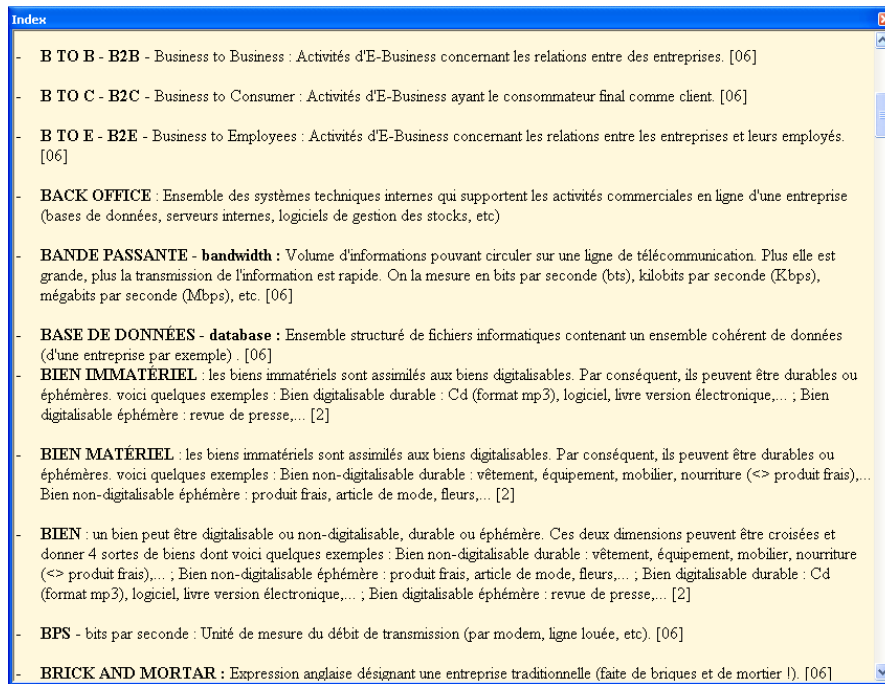 Index
- B TO B - B2B - Business to Business : Activités d'E-Business concernant les relations entre des entreprises. [06]
- B TO C - B2C - Business to Consumer : Activités d'E-Business ayant le consommateur final comme client. [06]
- B TO E - B2E - Business to Employees : Activités d'E-Business concernant les relations entre les entreprises et leurs employés.
[06]
- BACK OFFICE : Ensemble des systèmes techniques internes qui supportent les activités commerciales en ligne d'une entreprise
(bases de données, serveurs internes, logiciels de gestion des stocks, etc)
- BANDE PASSANTE - bandwidth : Volume d'informations pouvant circuler sur une ligne de télécommunication. Plus elle est
grande, plus la transmission de l'information est rapide. On la mesure en bits par seconde (bts), kilobits par seconde (Kbps),
mégabits par seconde (Mbps), etc. [06]
- BASE DE DONNÉES - database : Ensemble structuré de fichiers informatiques contenant un ensemble cohérent de données
(d'une entreprise par exemple) . [06]
- BIEN IMMATÉRIEL : les biens immatériels sont assimilés aux biens digitalisables. Par conséquent, ils peuvent être durables ou
éphémères. voici quelques exemples : Bien digitalisable durable : Cd (format mp3), logiciel, livre version électronique,... ; Bien
digitalisable éphémère : revue de presse,... [2]
- BIEN MATÉRIEL : les biens immatériels sont assimilés aux biens digitalisables. Par conséquent, ils peuvent être durables ou
éphémères. voici quelques exemples : Bien non-digitalisable durable : vêtement, équipement, mobilier, nourriture (<> produit frais),...
Bien non-digitalisable éphémère : produit frais, article de mode, fleurs,... [2]
- BIEN : un bien peut être digitalisable ou non-digitalisable, durable ou éphémère. Ces deux dimensions peuvent être croisées et
donner 4 sortes de biens dont voici quelques exemples : Bien non-digitalisable durable : vêtement, équipement, mobilier, nourriture
(<> produit frais),... ; Bien non-digitalisable éphémère : produit frais, article de mode, fleurs,... ; Bien digitalisable durable : Cd
(format mp3), logiciel, livre version électronique,... ; Bien digitalisable éphémère : revue de presse,... [2]
- BPS - bits par seconde : Unité de mesure du débit de transmission (par modem, ligne louée, etc). [06]
- BRICK AND MORTAR : Expression anglaise désignant une entreprise traditionnelle (faite de briques et de mortier !). [06]